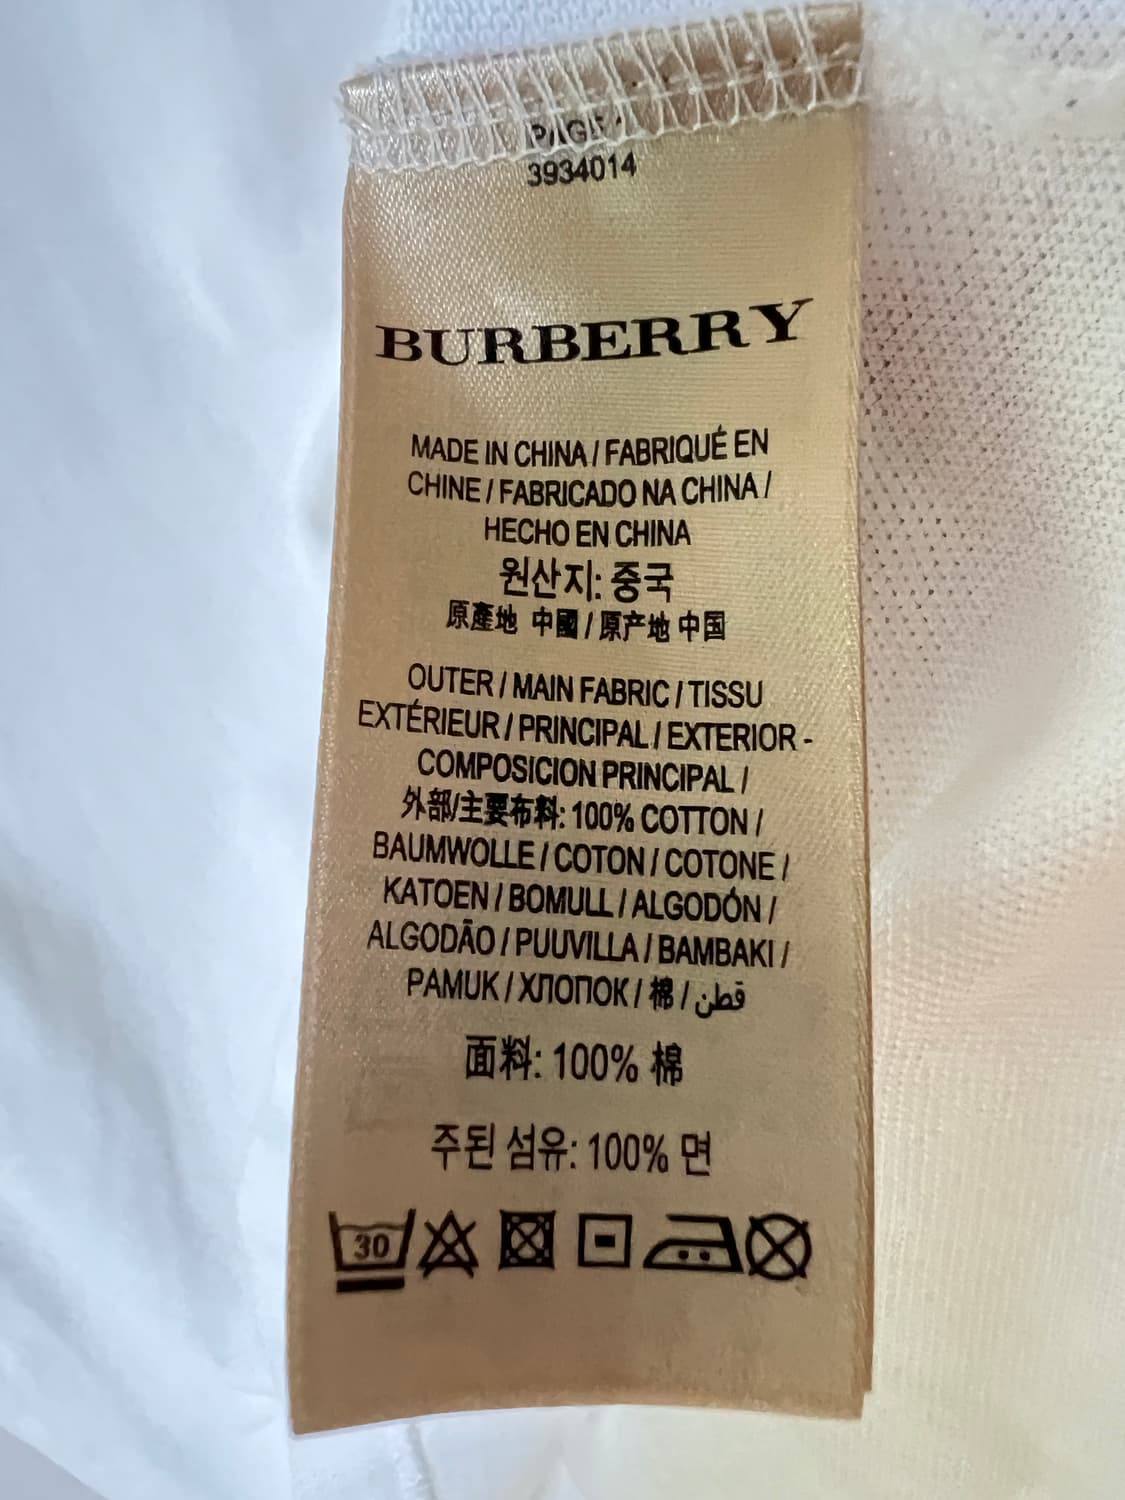 PAGE
3934014
BURBERRY
MADE IN CHINA / FABRIQUÉ EN
CHINE / FABRICADO NA CHINA /
HECHO EN CHINA
원산지: 중국
原產地 中國 / 原产地 中国
OUTER / MAIN FABRIC / TISSU
EXTÉRIEUR / PRINCIPAL / EXTERIOR -
COMPOSICION PRINCIPAL /
外部/主要布料: 100% COTTON /
BAUMWOLLE / COTON / COTONE /
KATOEN / BOMULL / ALGODÓN /
ALGODÃO / PUUVILLA / BAMBAKI /
PAMUK / ХЛОПОК / 棉 / قطن
面料: 100% 棉
주된 섬유: 100% 면
30